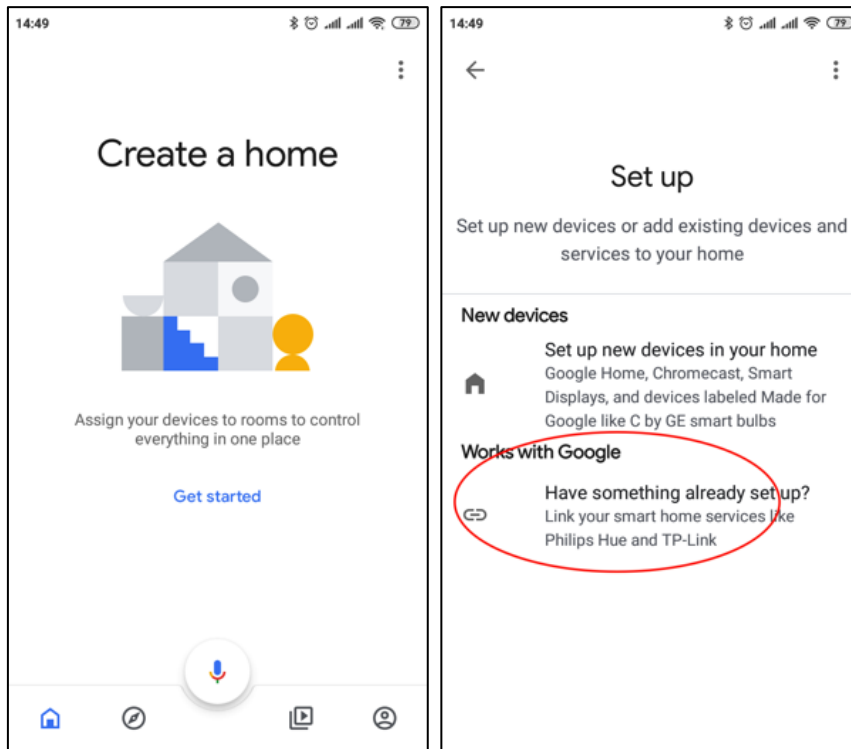 14:49
79
Create a home
Assign your devices to rooms to control
everything in one place
Get started
14:49
79
Set up
Set up new devices or add existing devices and
services to your home
New devices
Set up new devices in your home
Google Home, Chromecast, Smart
Displays, and devices labeled Made for
Google like C by GE smart bulbs
Works with Google
Have something already set up?
Link your smart home services like
Philips Hue and TP-Link